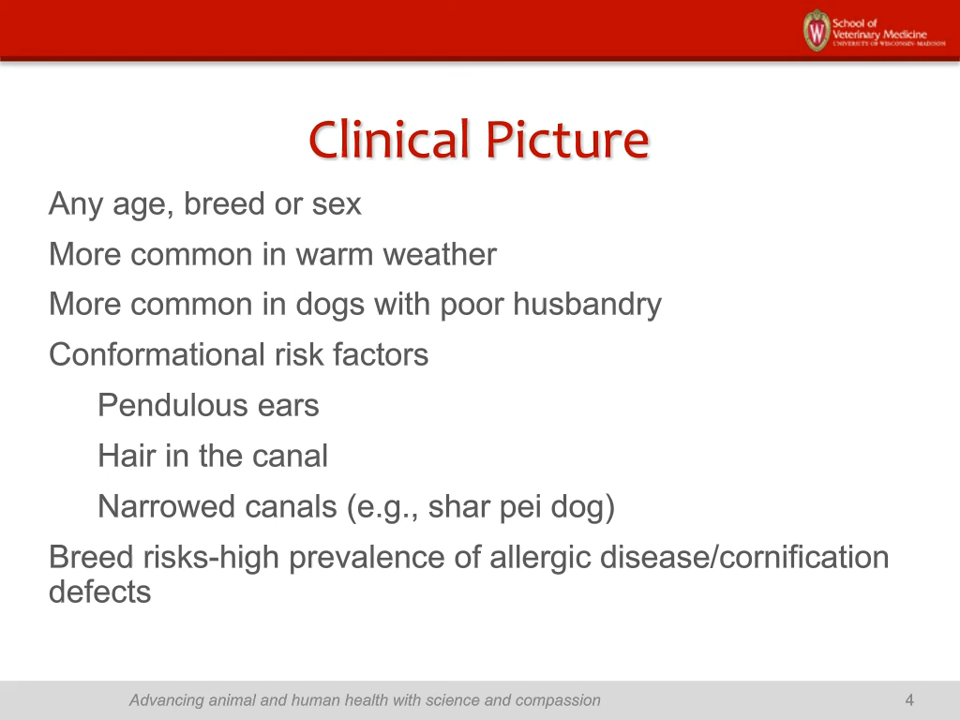 School of
Veterinary Medicine
UNIVERSITY OF WISCONSIN-MADISON
Clinical Picture
Any age, breed or sex
More common in warm weather
More common in dogs with poor husbandry
Conformational risk factors
Pendulous ears
Hair in the canal
Narrowed canals (e.g., shar pei dog)
Breed risks-high prevalence of allergic disease/cornification
defects
Advancing animal and human health with science and compassion
4